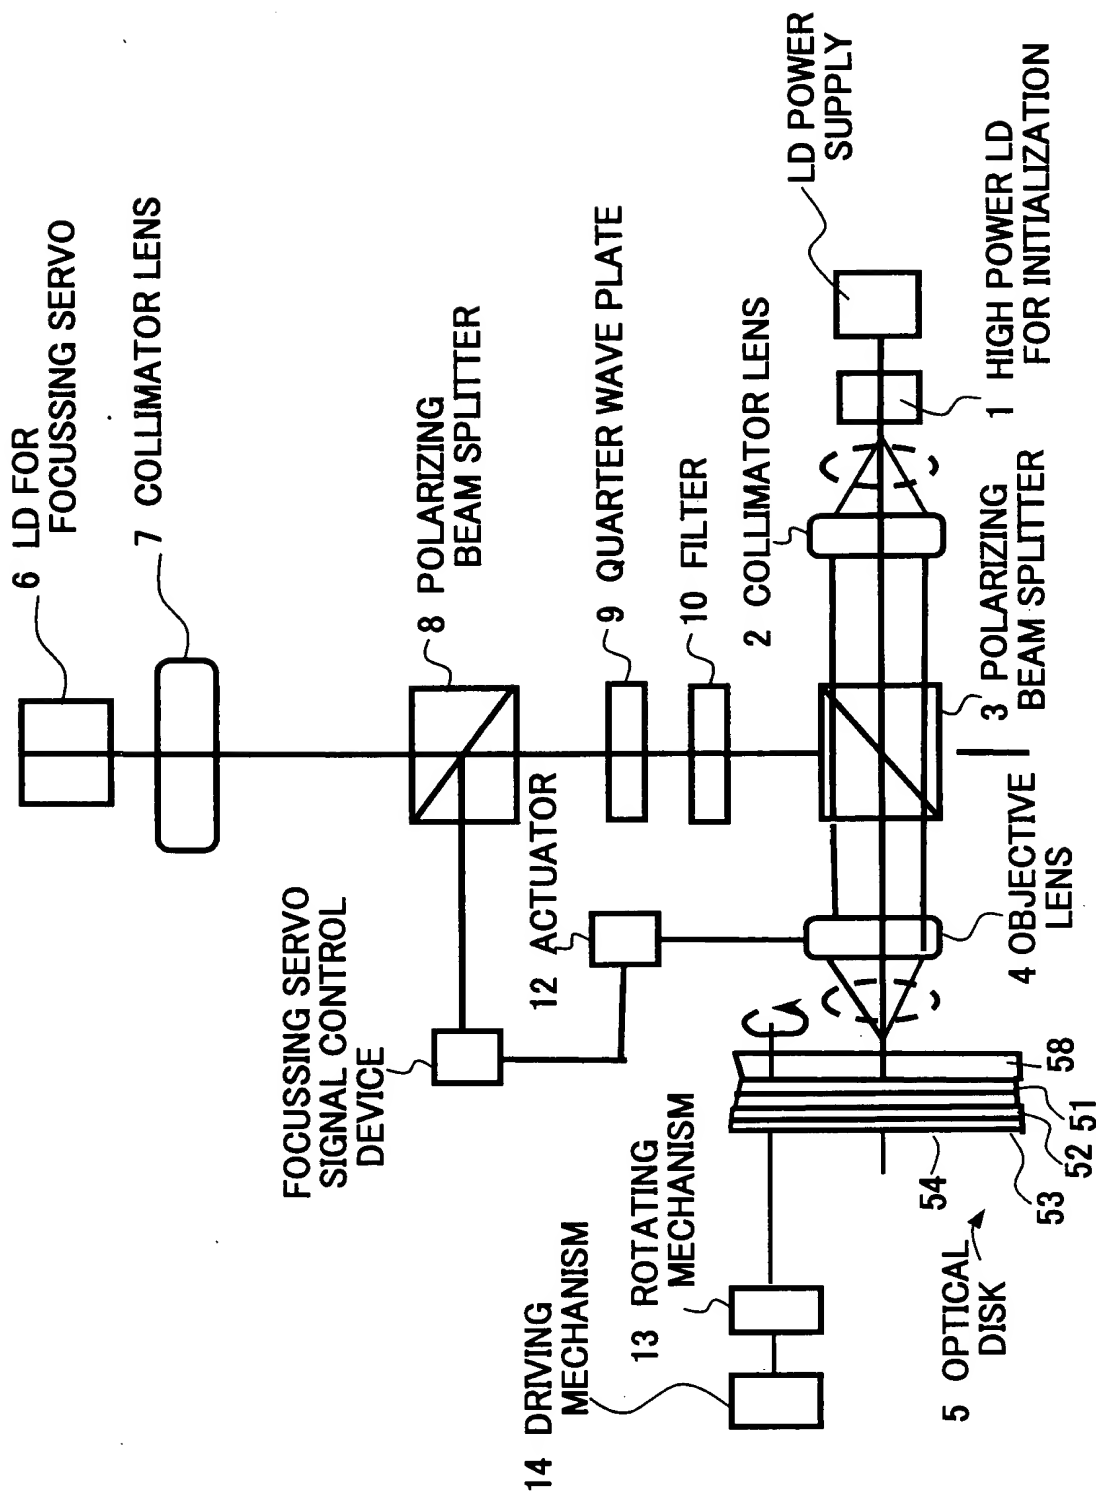 6 LD FOR
FOCUSSING SERVO
7 COLLIMATOR LENS
8 POLARIZING
BEAM SPLITTER
9 QUARTER WAVE PLATE
10 FILTER
2 COLLIMATOR LENS
LD POWER
SUPPLY
1 HIGH POWER LD
FOR INITIALIZATION
3 POLARIZING
BEAM SPLITTER
4 OBJECTIVE
LENS
12 ACTUATOR
FOCUSSING SERVO
SIGNAL CONTROL
DEVICE
14 DRIVING
MECHANISM
13 ROTATING
MECHANISM
5 OPTICAL
DISK
54
53
52
51
58